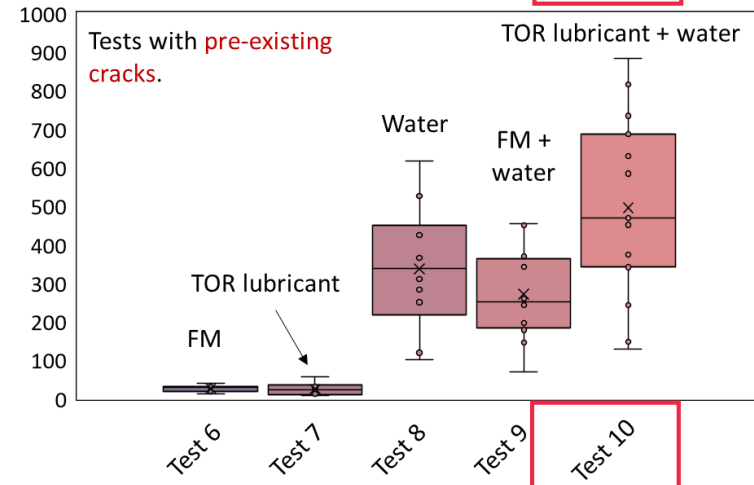 1000
900
800
700
600
500
400
300
200
100
0
Tests with pre-existing
cracks.
TOR lubricant + water
Water
FM +
water
TOR lubricant
FM
Test 6
Test 7
Test 8
Test 9
Test 10